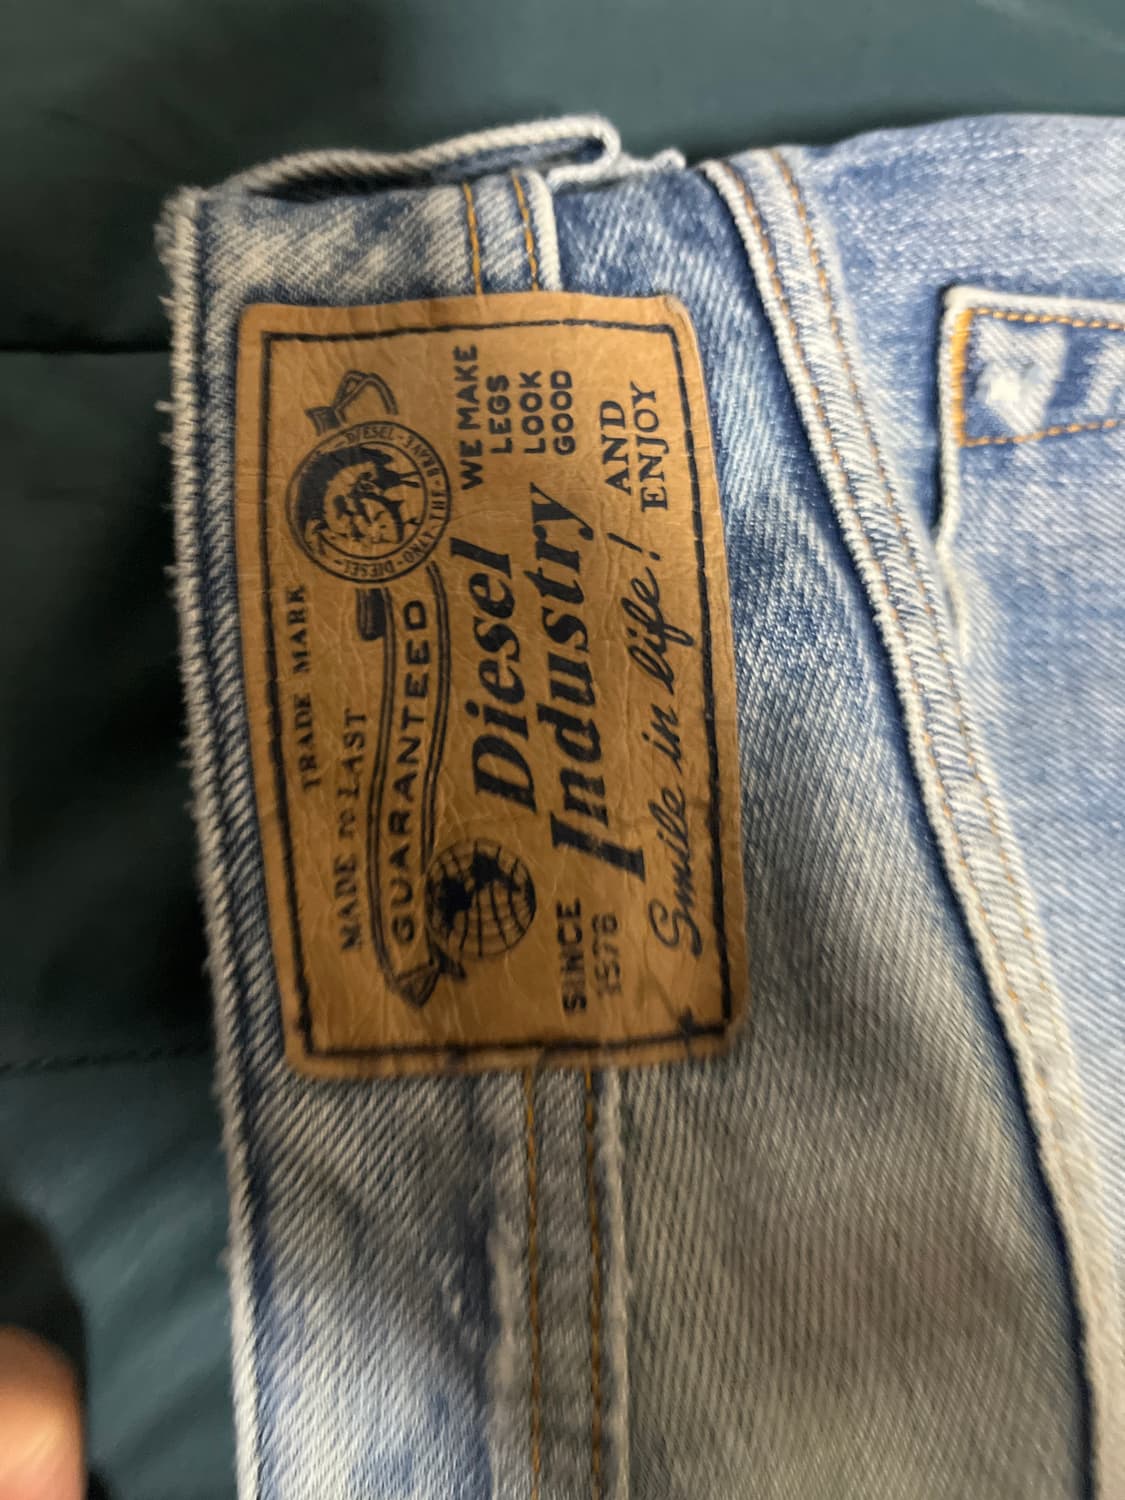 TRADE MARK
MADE TO LAST
GUARANTEED
DIESEL · BRAVE · THE · ONLY · DIESEL ·
WE MAKE
LEGS
LOOK
GOOD
Diesel
Industry
SINCE
1978
AND
ENJOY
Smile in life!